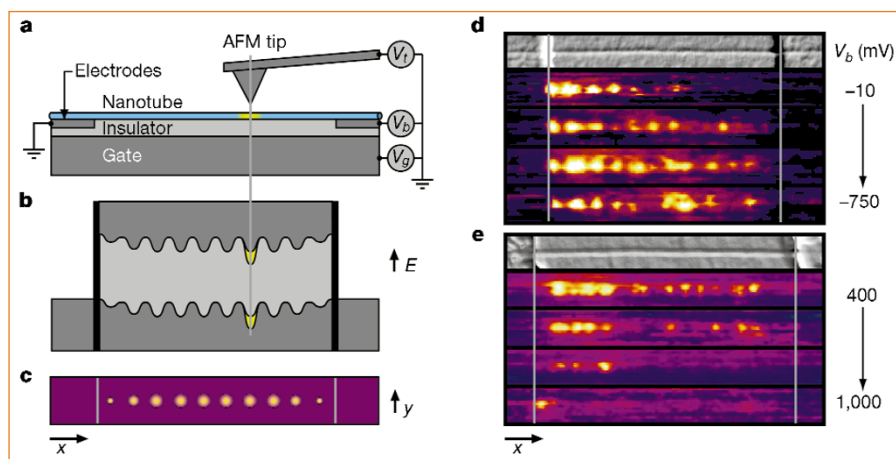 a
AFM tip
V_t
Electrodes
Nanotube
Insulator
V_b
Gate
V_g
b
E
c
y
x
d
V_b (mV)
–10
–750
e
400
1,000
x